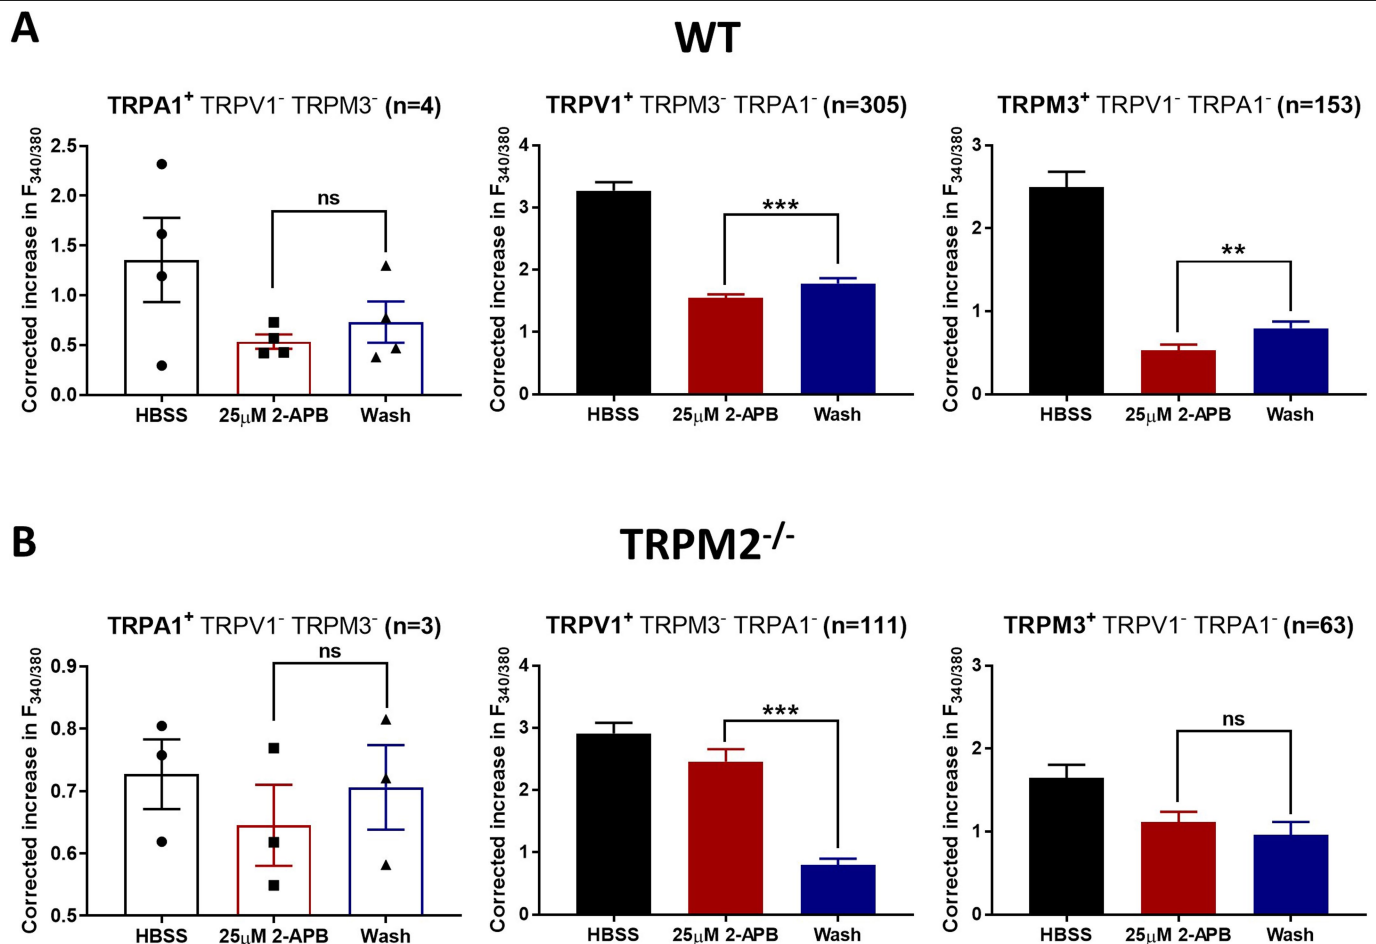 A
WT
TRPA1⁺ TRPV1⁻ TRPM3⁻ (n=4)
Corrected increase in F340/380
2.5
2.0
1.5
1.0
0.5
0.0
ns
HBSS
25μM 2-APB
Wash
TRPV1⁺ TRPM3⁻ TRPA1⁻ (n=305)
Corrected increase in F340/380
4
3
2
1
0
***
HBSS
25μM 2-APB
Wash
TRPM3⁺ TRPV1⁻ TRPA1⁻ (n=153)
Corrected increase in F340/380
3
2
1
0
**
HBSS
25μM 2-APB
Wash
B
TRPM2⁻/⁻
TRPA1⁺ TRPV1⁻ TRPM3⁻ (n=3)
Corrected increase in F340/380
0.9
0.8
0.7
0.6
0.5
ns
HBSS
25μM 2-APB
Wash
TRPV1⁺ TRPM3⁻ TRPA1⁻ (n=111)
Corrected increase in F340/380
4
3
2
1
0
***
HBSS
25μM 2-APB
Wash
TRPM3⁺ TRPV1⁻ TRPA1⁻ (n=63)
Corrected increase in F340/380
3
2
1
0
ns
HBSS
25μM 2-APB
Wash